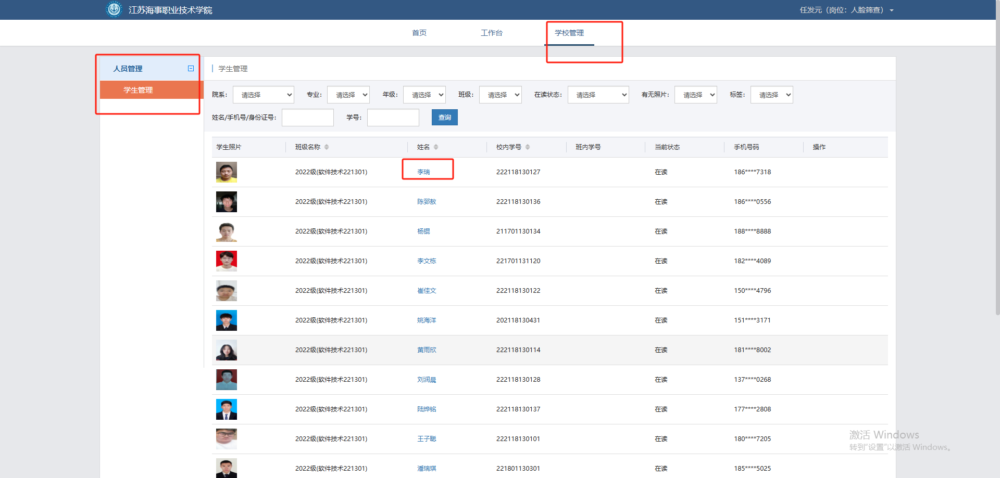 江苏海事职业技术学院
任发元（岗位：人脸筛查）
首页 工作台 学校管理
人员管理
学生管理
学生管理
院系： 请选择 专业： 请选择 年级： 请选择 班级： 请选择 在读状态： 请选择 有无照片： 请选择 标签： 请选择
姓名/手机号/身份证号： 学号： 查询
学生照片 班级名称 姓名 校内学号 班内学号 当前状态 手机号码 操作
2022级(软件技术221301) 李瑞 222118130127 在读 186****7318
2022级(软件技术221301) 陈郅敖 222118130136 在读 186****0556
2022级(软件技术221301) 杨锟 211701130134 在读 188****8888
2022级(软件技术221301) 李文栋 221701131120 在读 182****4089
2022级(软件技术221301) 崔佳文 222118130122 在读 150****4796
2022级(软件技术221301) 姚海洋 202118130431 在读 151****3171
2022级(软件技术221301) 黄雨欣 222118130114 在读 181****8002
2022级(软件技术221301) 刘润晨 222118130128 在读 137****0268
2022级(软件技术221301) 陆烨铭 222118130137 在读 177****2808
2022级(软件技术221301) 王子聪 222118130101 在读 180****7205
2022级(软件技术221301) 潘瑞琪 221801130301 在读 185****5025
激活 Windows
转到"设置"以激活 Windows。